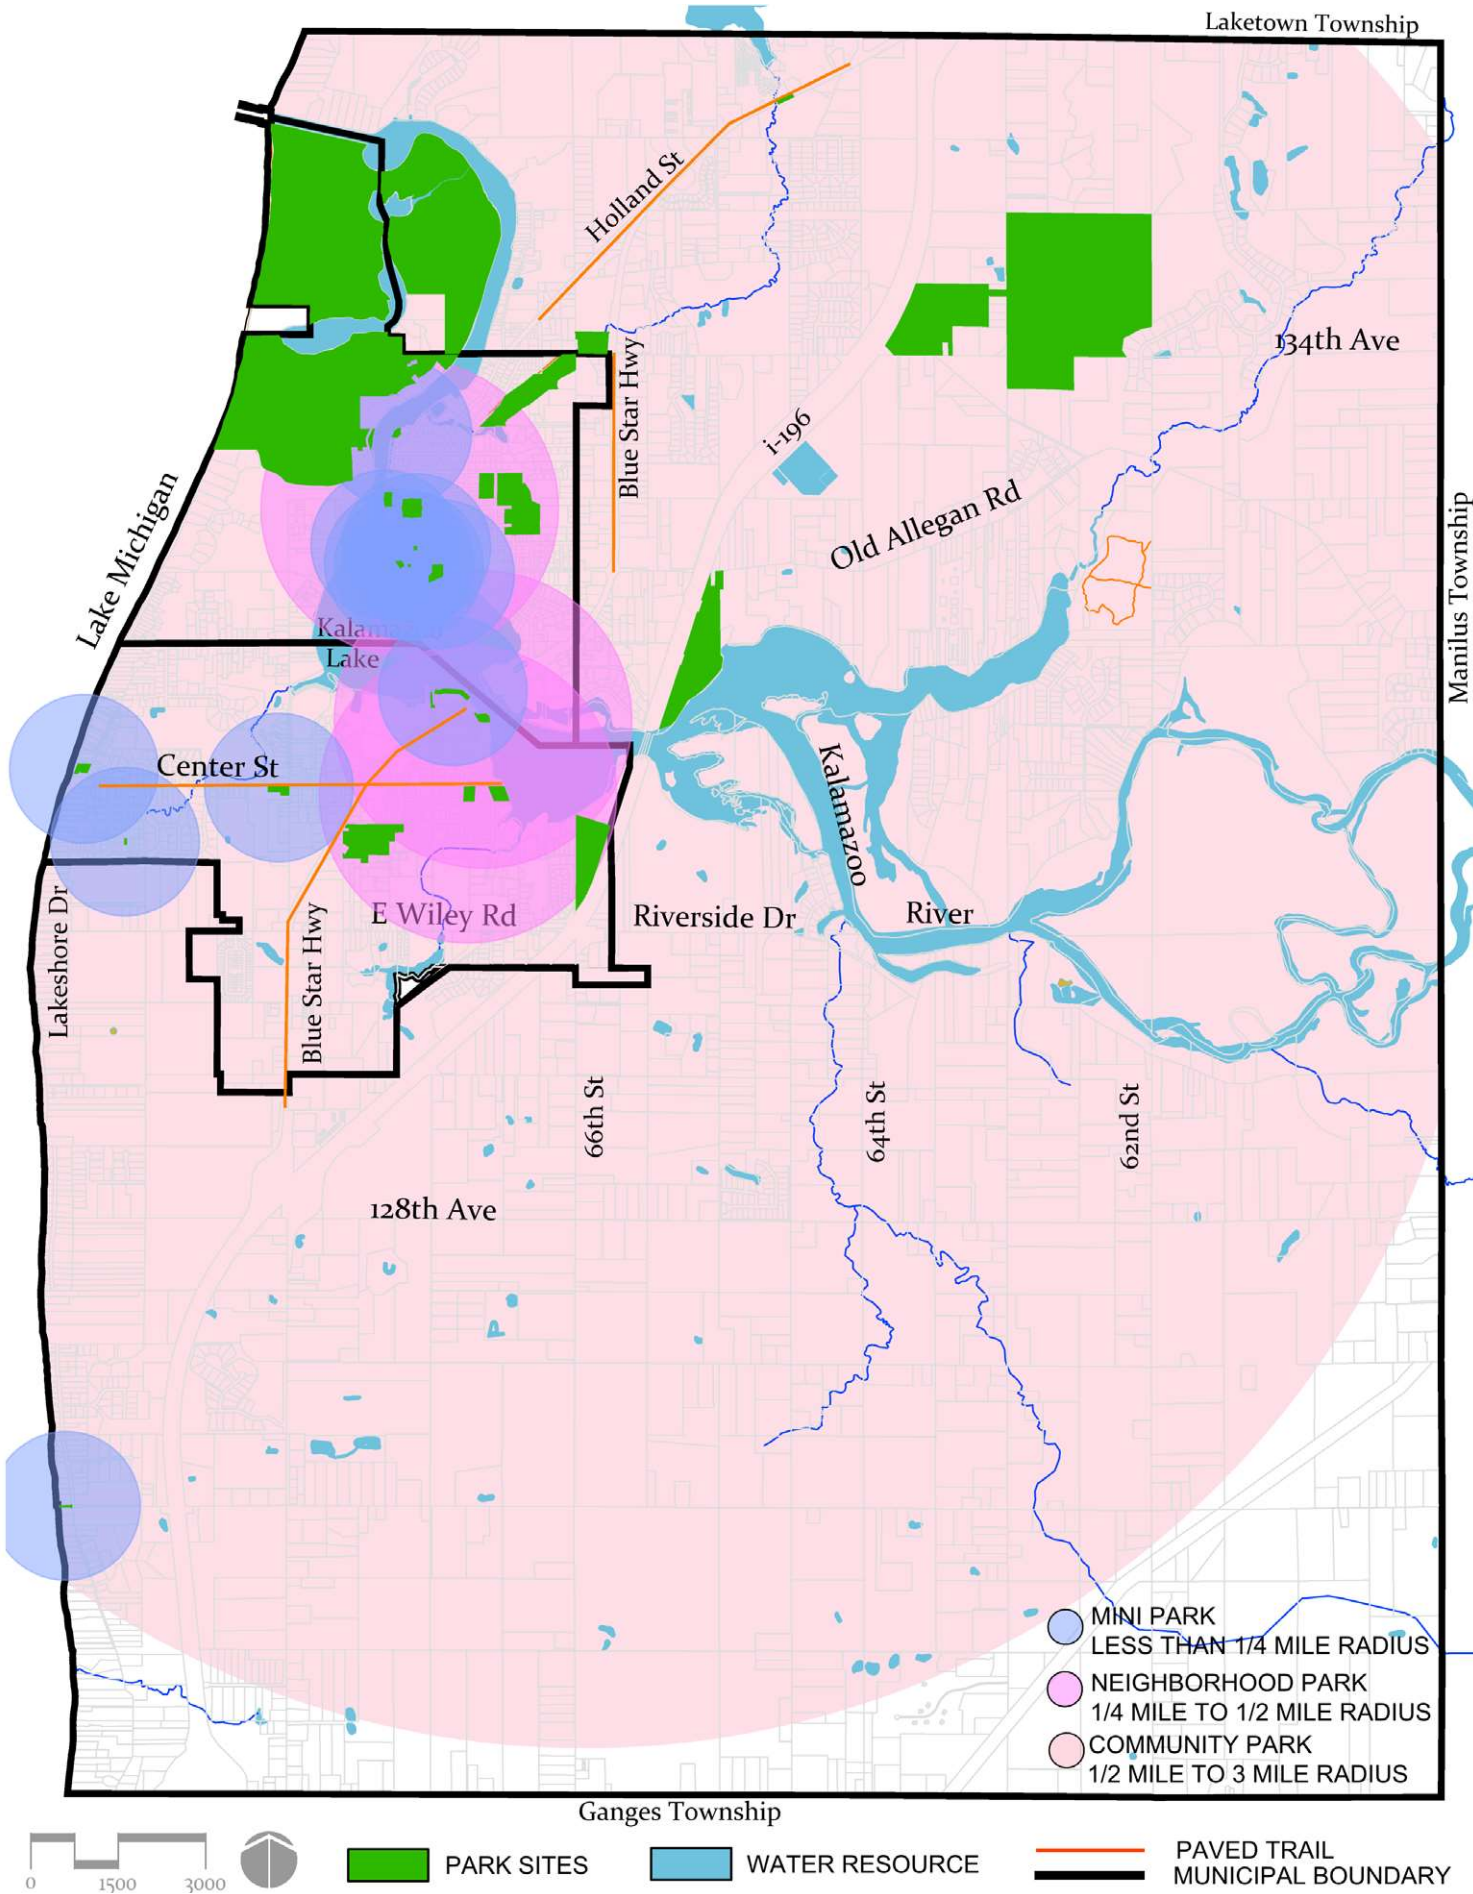 Laketown Township
Holland St
134th Ave
Blue Star Hwy
i-196
Old Allegan Rd
Lake Michigan
Manilus Township
Kalamazoo
Lake
Center St
Kalamazoo
River
Lakeshore Dr
E Wiley Rd
Riverside Dr
Blue Star Hwy
66th St
64th St
62nd St
128th Ave
MINI PARK
LESS THAN 1/4 MILE RADIUS
NEIGHBORHOOD PARK
1/4 MILE TO 1/2 MILE RADIUS
COMMUNITY PARK
1/2 MILE TO 3 MILE RADIUS
Ganges Township
0 1500 3000
PARK SITES
WATER RESOURCE
PAVED TRAIL
MUNICIPAL BOUNDARY